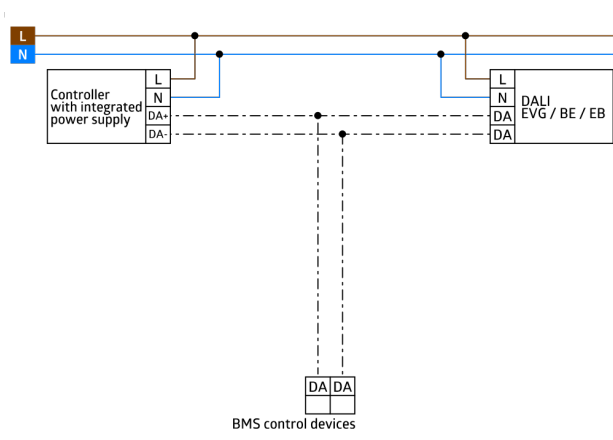 L
N
Controller
with integrated
power supply
L
N
DA+
DA-
L
N
DA
DA
DALI
EVG / BE / EB
DA DA
BMS control devices